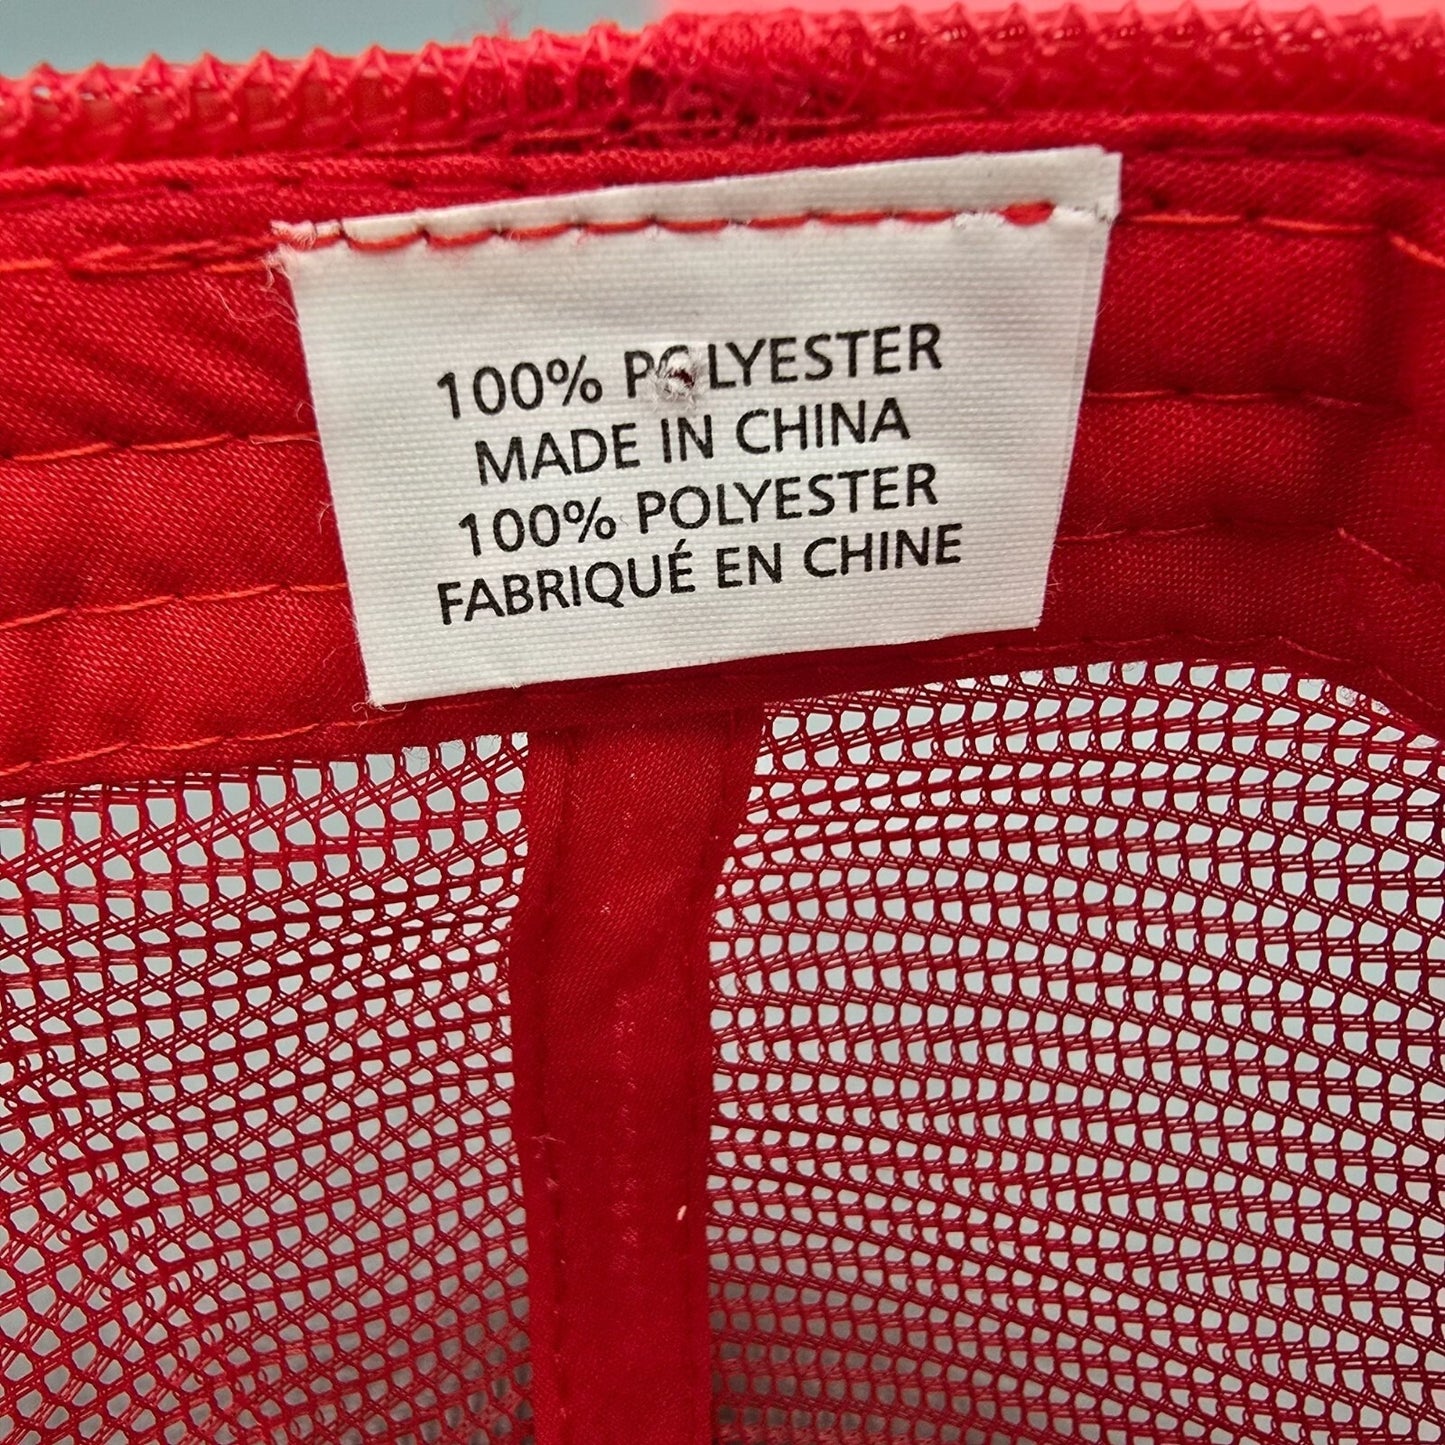 100% POLYESTER
MADE IN CHINA
100% POLYESTER
FABRIQUÉ EN CHINE